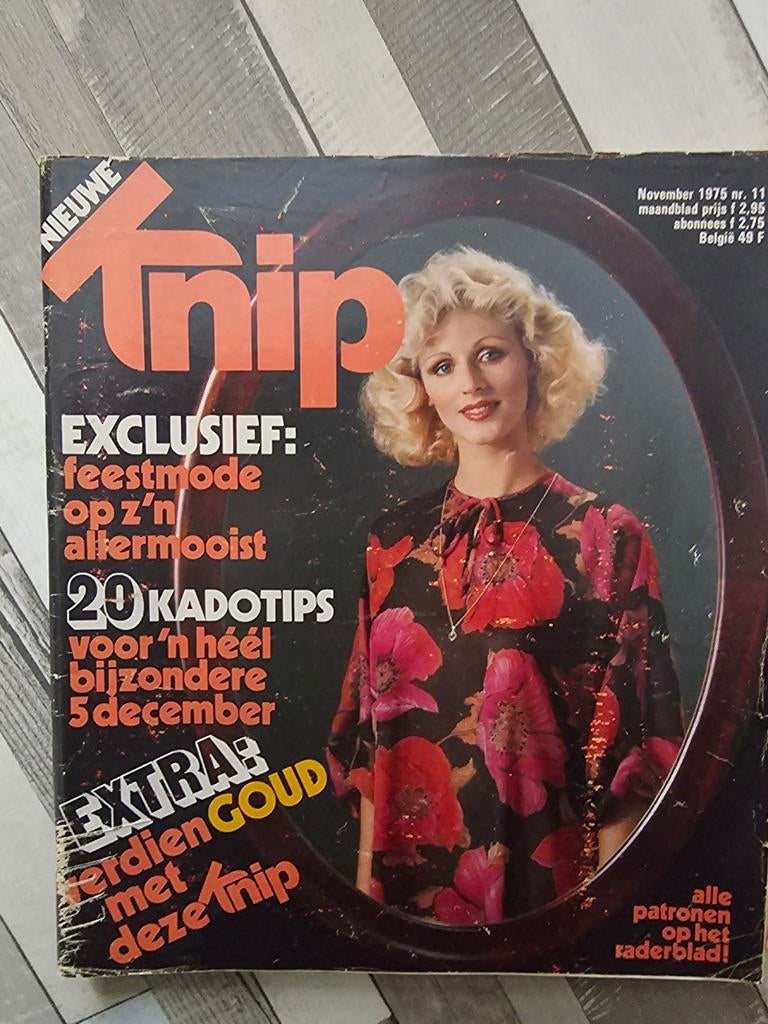 NIEUWE
Knip
November 1975 nr. 11
maandblad prijs f 2,95
abonnees f 2,75
België 49 F
EXCLUSIEF:
feestmode
op z'n
allermooist
20 KADOTIPS
voor 'n héél
bijzondere
5 december
EXTRA:
verdien GOUD
met
deze Knip
alle
patronen
op het
raderblad!